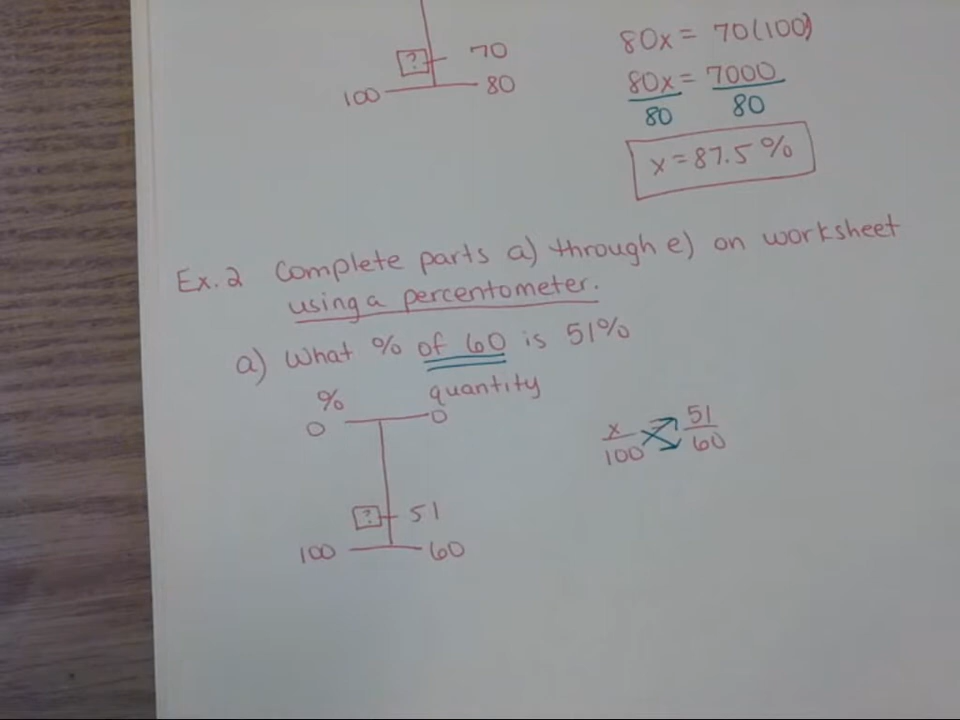 80x = 70(100)
? 70
100 80
80x = 7000
80 80
x = 87.5%
Ex. 2 Complete parts a) through e) on worksheet
using a percentometer.
a) What % of 60 is 51%
% quantity
0 0
x = 51
100 60
? 51
100 60